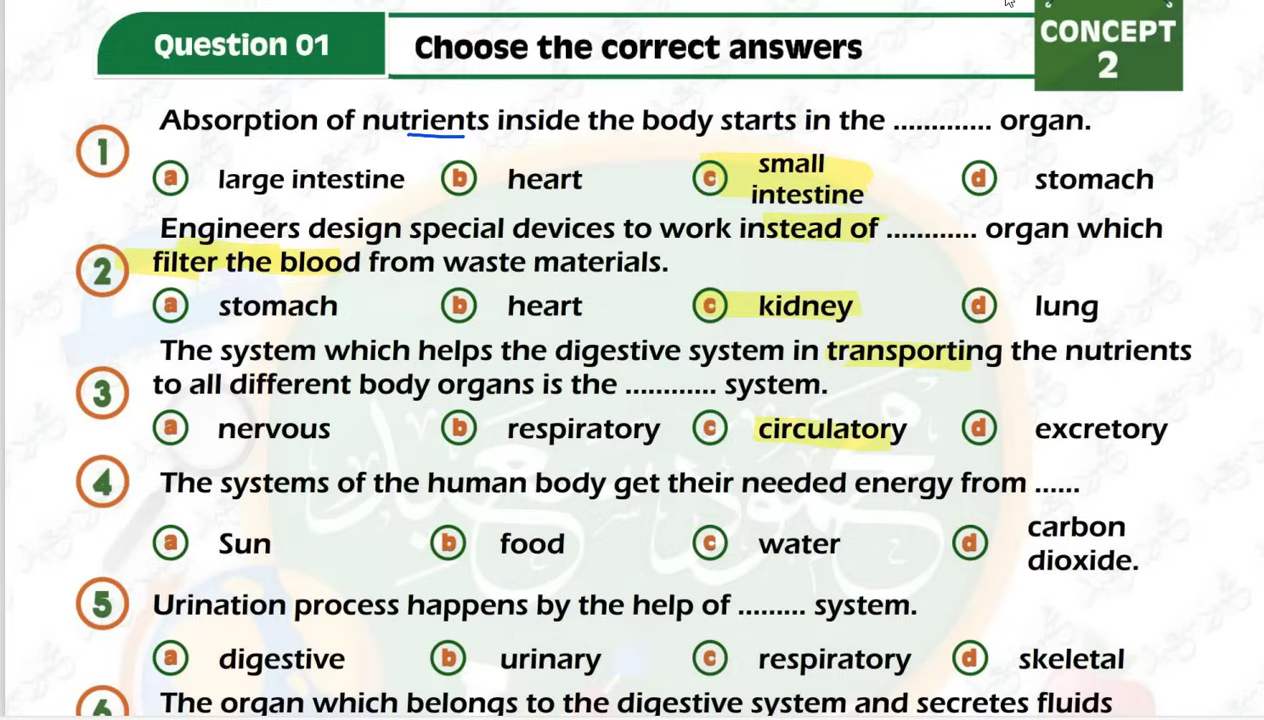 Question 01
Choose the correct answers
CONCEPT
2
1
Absorption of nutrients inside the body starts in the ............. organ.
a large intestine b heart c small intestine d stomach
2
Engineers design special devices to work instead of ............ organ which
filter the blood from waste materials.
a stomach b heart c kidney d lung
3
The system which helps the digestive system in transporting the nutrients
to all different body organs is the ............ system.
a nervous b respiratory c circulatory d excretory
4
The systems of the human body get their needed energy from ......
a Sun b food c water d carbon dioxide.
5
Urination process happens by the help of ......... system.
a digestive b urinary c respiratory d skeletal
6
The organ which belongs to the digestive system and secretes fluids
محمود سعيد